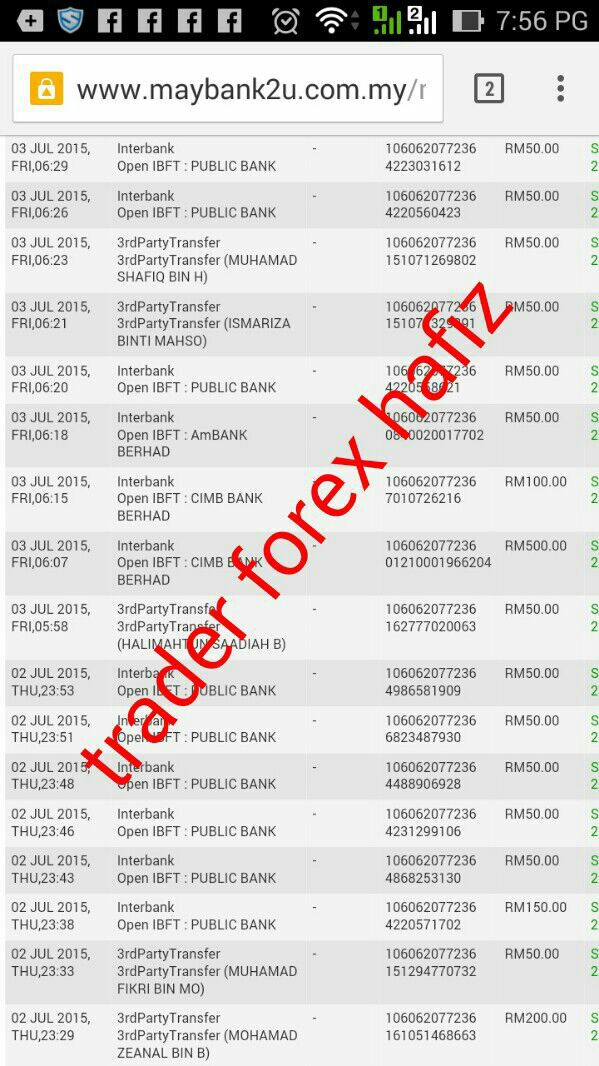 7:56 PG
www.maybank2u.com.my/r
2
03 JUL 2015, FRI,06:29 Interbank Open IBFT : PUBLIC BANK - 106062077236 4223031612 RM50.00 S 2
03 JUL 2015, FRI,06:26 Interbank Open IBFT : PUBLIC BANK - 106062077236 4220560423 RM50.00 S 2
03 JUL 2015, FRI,06:23 3rdPartyTransfer 3rdPartyTransfer (MUHAMAD SHAFIQ BIN H) - 106062077236 151071269802 RM50.00 S 2
03 JUL 2015, FRI,06:21 3rdPartyTransfer 3rdPartyTransfer (ISMARIZA BINTI MAHSO) - 106062077236 RM50.00 S 2
03 JUL 2015, FRI,06:20 Interbank Open IBFT : PUBLIC BANK - 106062077236 RM50.00 S 2
03 JUL 2015, FRI,06:18 Interbank Open IBFT : AmBANK BERHAD - 106062077236 RM50.00 S 2
03 JUL 2015, FRI,06:15 Interbank Open IBFT : CIMB BANK BERHAD - 106062077236 7010726216 RM100.00 S 2
03 JUL 2015, FRI,06:07 Interbank Open IBFT : CIMB BANK BERHAD - 106062077236 01210001966204 RM500.00 S 2
03 JUL 2015, FRI,05:58 3rdPartyTransfer 3rdPartyTransfer (HALIMAHTUN SAADIAH B) - 106062077236 162777020063 RM50.00 S 2
02 JUL 2015, THU,23:53 Interbank Open IBFT : PUBLIC BANK - 106062077236 4986581909 RM50.00 S 2
02 JUL 2015, THU,23:51 Interbank Open IBFT : PUBLIC BANK - 106062077236 6823487930 RM50.00 S 2
02 JUL 2015, THU,23:48 Interbank Open IBFT : PUBLIC BANK - 106062077236 4488906928 RM50.00 S 2
02 JUL 2015, THU,23:46 Interbank Open IBFT : PUBLIC BANK - 106062077236 4231299106 RM50.00 S 2
02 JUL 2015, THU,23:43 Interbank Open IBFT : PUBLIC BANK - 106062077236 4868253130 RM50.00 S 2
02 JUL 2015, THU,23:38 Interbank Open IBFT : PUBLIC BANK - 106062077236 4220571702 RM150.00 S 2
02 JUL 2015, THU,23:33 3rdPartyTransfer 3rdPartyTransfer (MUHAMAD FIKRI BIN MO) - 106062077236 151294770732 RM50.00 S 2
02 JUL 2015, THU,23:29 3rdPartyTransfer 3rdPartyTransfer (MOHAMAD ZEANAL BIN B) - 106062077236 161051468663 RM200.00 S 2
trader forex hafiz